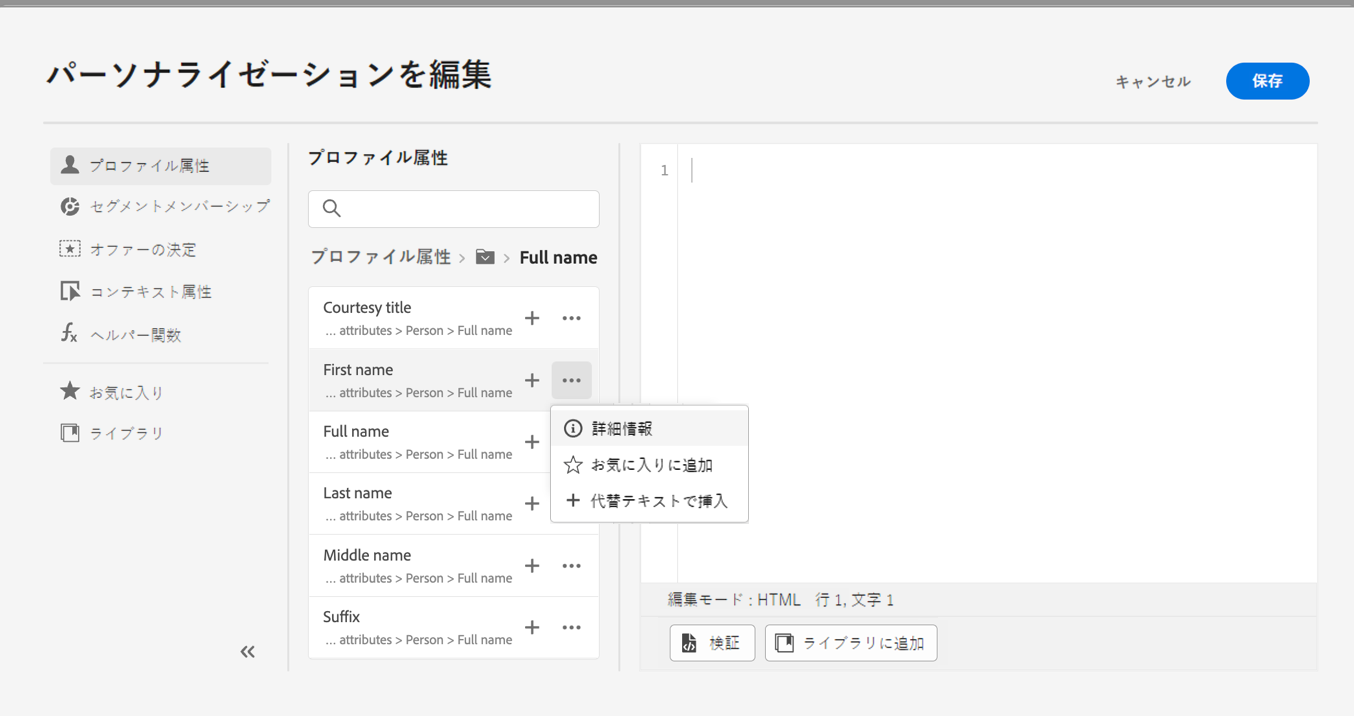 パーソナライゼーションを編集
キャンセル
保存
プロファイル属性
セグメントメンバーシップ
オファーの決定
コンテキスト属性
ヘルパー関数
お気に入り
ライブラリ
プロファイル属性
プロファイル属性 > > Full name
Courtesy title
... attributes > Person > Full name
First name
... attributes > Person > Full name
Full name
... attributes > Person > Full name
Last name
... attributes > Person > Full name
Middle name
... attributes > Person > Full name
Suffix
... attributes > Person > Full name
詳細情報
お気に入りに追加
代替テキストで挿入
1
編集モード : HTML 行 1, 文字 1
検証
ライブラリに追加